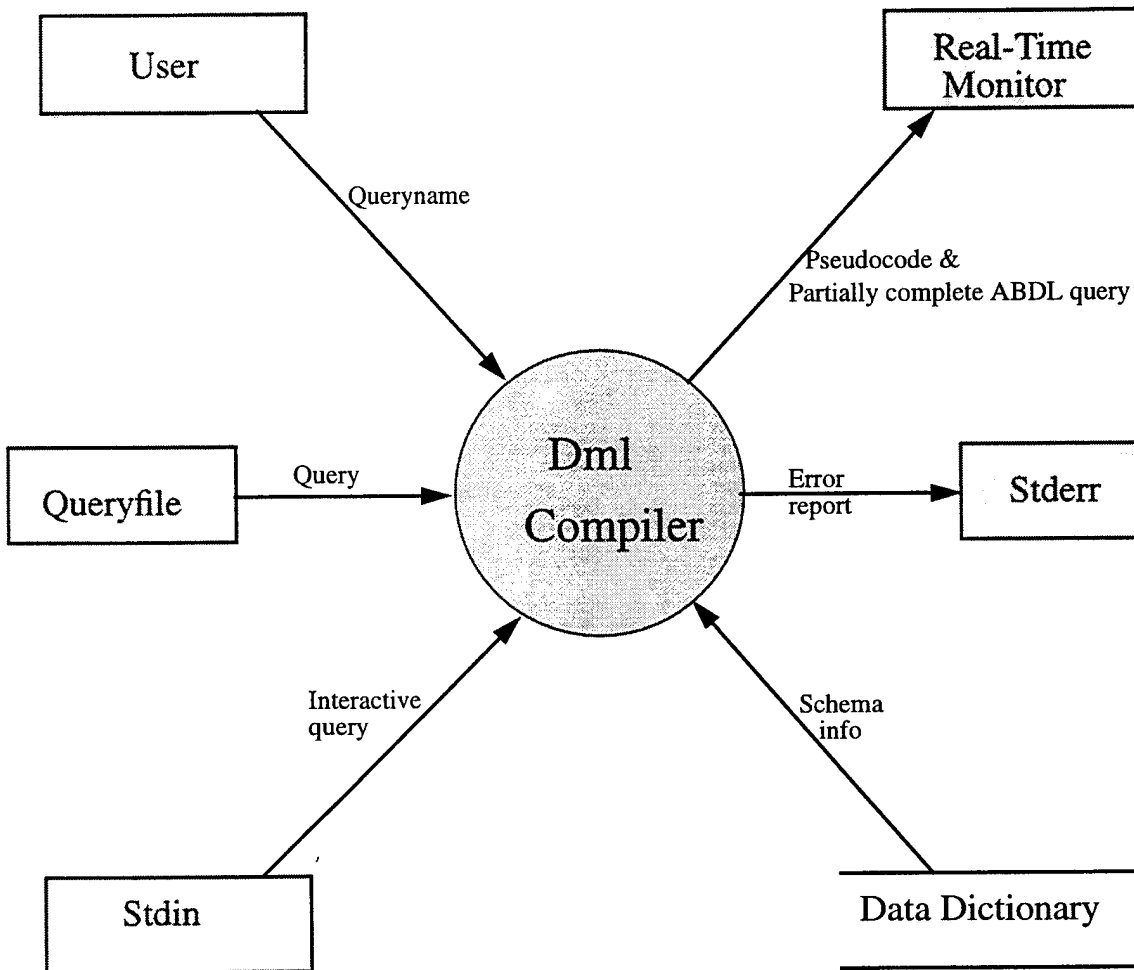 User
Real-Time
Monitor
Queryname
Pseudocode &
Partially complete ABDL query
Dml
Compiler
Queryfile
Query
Error
report
Stderr
Interactive
query
Schema
info
Stdin
Data Dictionary